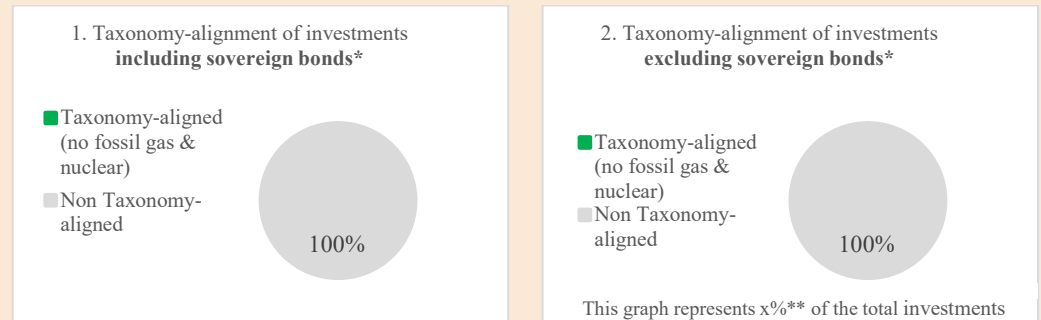 1. Taxonomy-alignment of investments
including sovereign bonds*
Taxonomy-aligned
(no fossil gas &
nuclear)
Non Taxonomy-
aligned
100%
2. Taxonomy-alignment of investments
excluding sovereign bonds*
Taxonomy-aligned
(no fossil gas &
nuclear)
Non Taxonomy-
aligned
100%
This graph represents x%** of the total investments